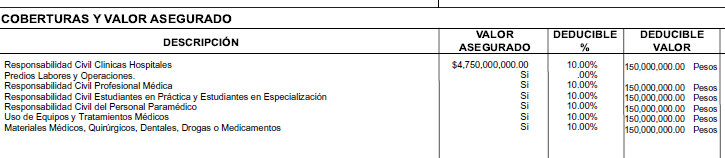 COBERTURAS Y VALOR ASEGURADO
DESCRIPCIÓN VALOR ASEGURADO DEDUCIBLE % DEDUCIBLE VALOR
Responsabilidad Civil Clinicas Hospitales $4,750,000,000.00 10.00% 150,000,000.00 Pesos
Predios Labores y Operaciones. Si .00%
Responsabilidad Civil Profesional Médica Si 10.00% 150,000,000.00 Pesos
Responsabilidad Civil Estudiantes en Práctica y Estudiantes en Especialización Si 10.00% 150,000,000.00 Pesos
Responsabilidad Civil del Personal Paramédico Si 10.00% 150,000,000.00 Pesos
Uso de Equipos y Tratamientos Médicos Si 10.00% 150,000,000.00 Pesos
Materiales Médicos, Quirúrgicos, Dentales, Drogas o Medicamentos Si 10.00% 150,000,000.00 Pesos